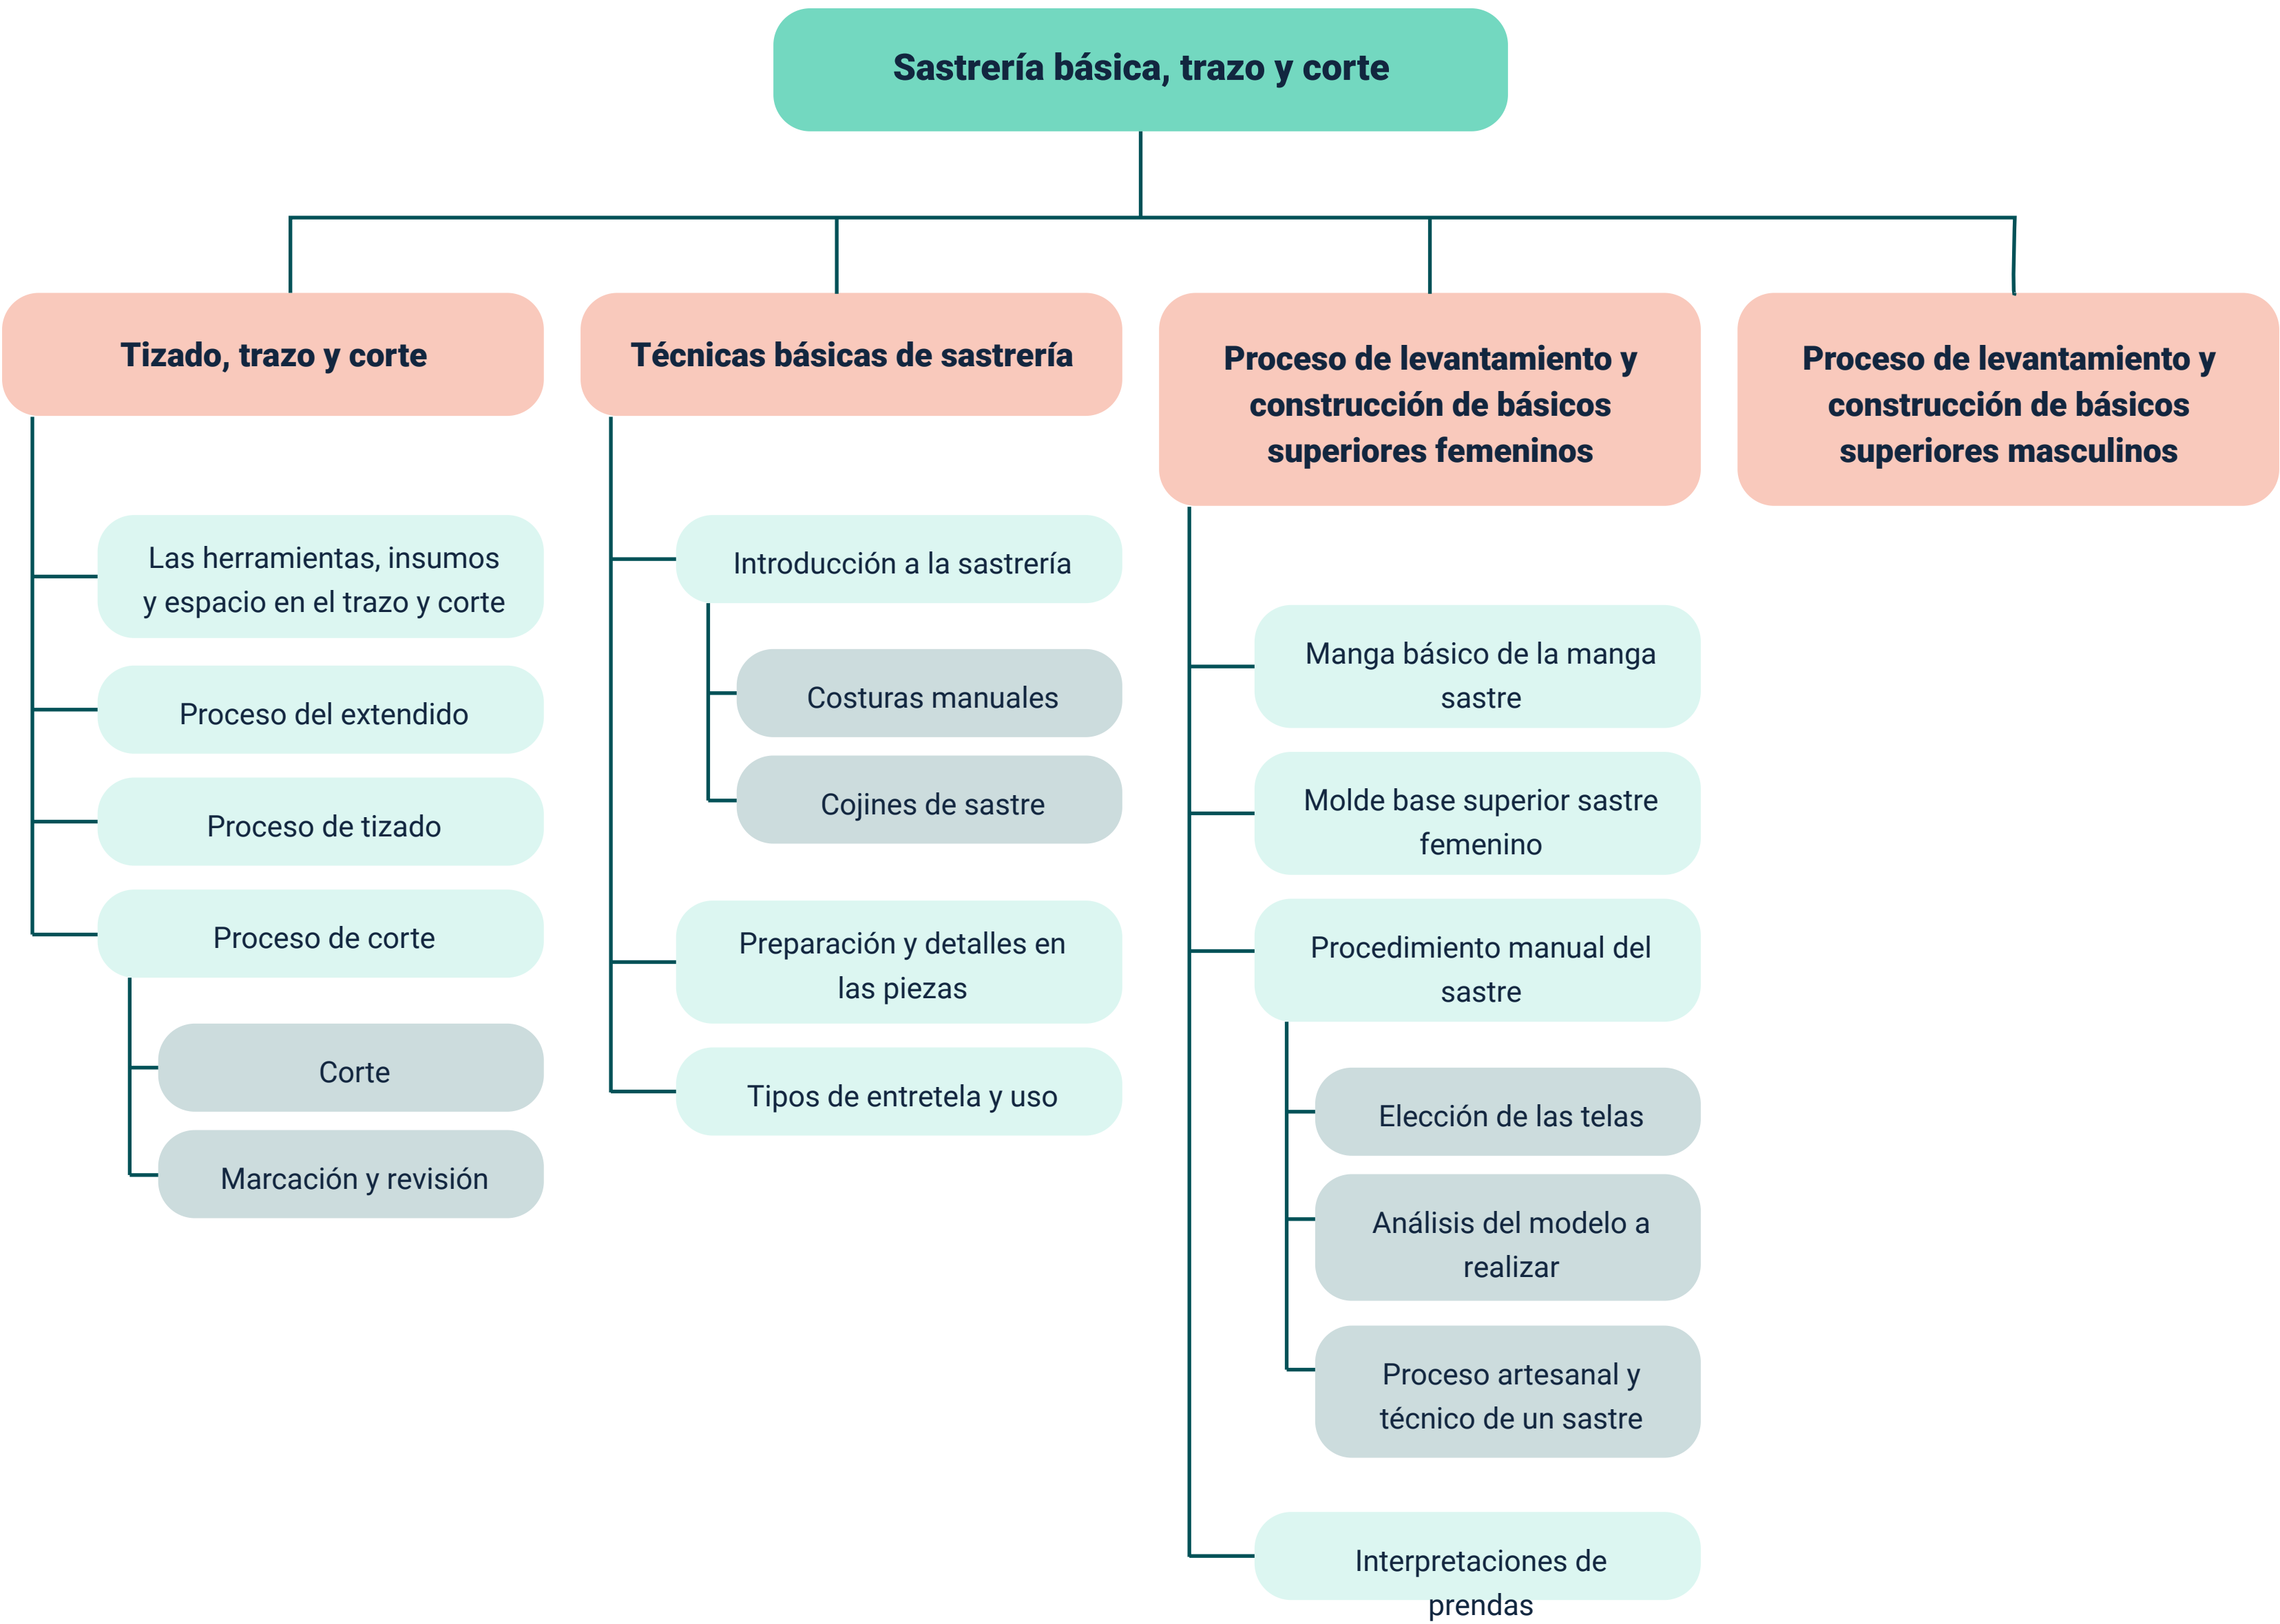 Sastrería básica, trazo y corte
Tizado, trazo y corte
Las herramientas, insumos
y espacio en el trazo y corte
Proceso del extendido
Proceso de tizado
Proceso de corte
Corte
Marcación y revisión
Técnicas básicas de sastrería
Introducción a la sastrería
Costuras manuales
Cojines de sastre
Preparación y detalles en
las piezas
Tipos de entretela y uso
Proceso de levantamiento y
construcción de básicos
superiores femeninos
Manga básico de la manga
sastre
Molde base superior sastre
femenino
Procedimiento manual del
sastre
Elección de las telas
Análisis del modelo a
realizar
Proceso artesanal y
técnico de un sastre
Interpretaciones de
prendas
Proceso de levantamiento y
construcción de básicos
superiores masculinos